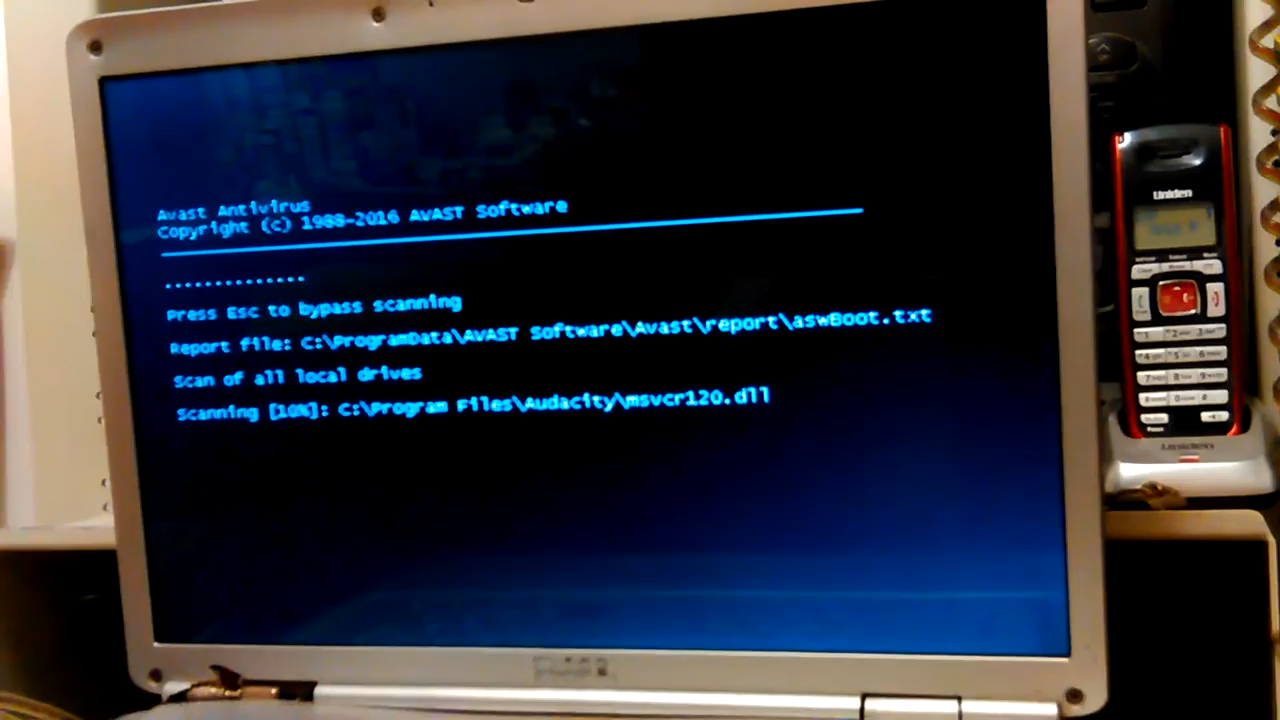 Avast Antivirus
Copyright (c) 1988-2016 AVAST Software
..............
Press Esc to bypass scanning
Report file: C:\ProgramData\AVAST Software\Avast\report\aswBoot.txt
Scan of all local drives
Scanning [10%]: C:\Program Files\Audacity\msvcr120.dll
Uniden